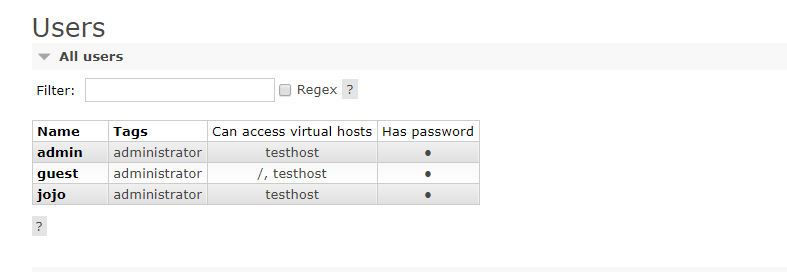 Users
All users
Filter: Regex ?
Name Tags Can access virtual hosts Has password
admin administrator testhost ●
guest administrator /, testhost ●
jojo administrator testhost ●
?